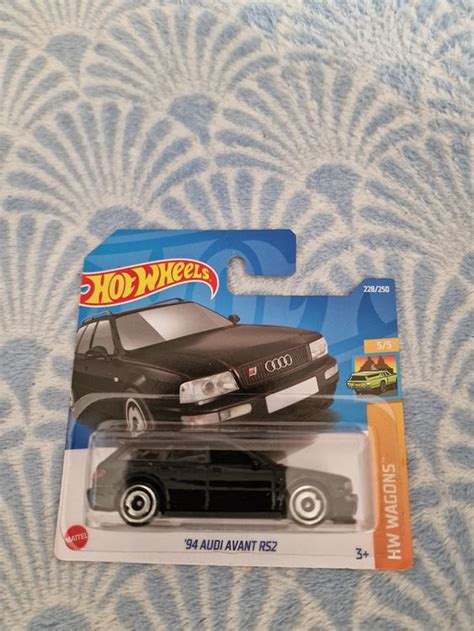 HOT WHEELS
228/250
5/5
HW WAGONS
MATTEL
'94 AUDI AVANT RS2
3+